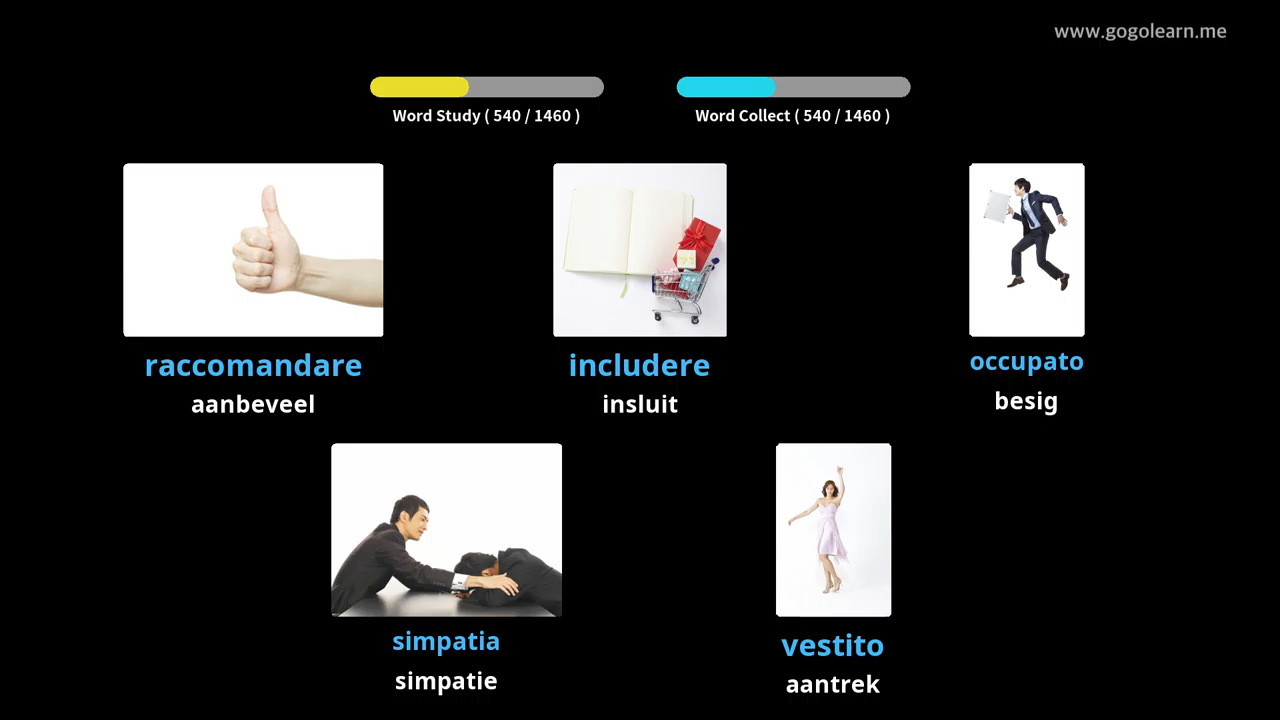 www.gogolearn.me
Word Study ( 540 / 1460 )
Word Collect ( 540 / 1460 )
raccomandare
aanbeveel
includere
insluit
occupato
besig
simpatia
simpatie
vestito
aantrek